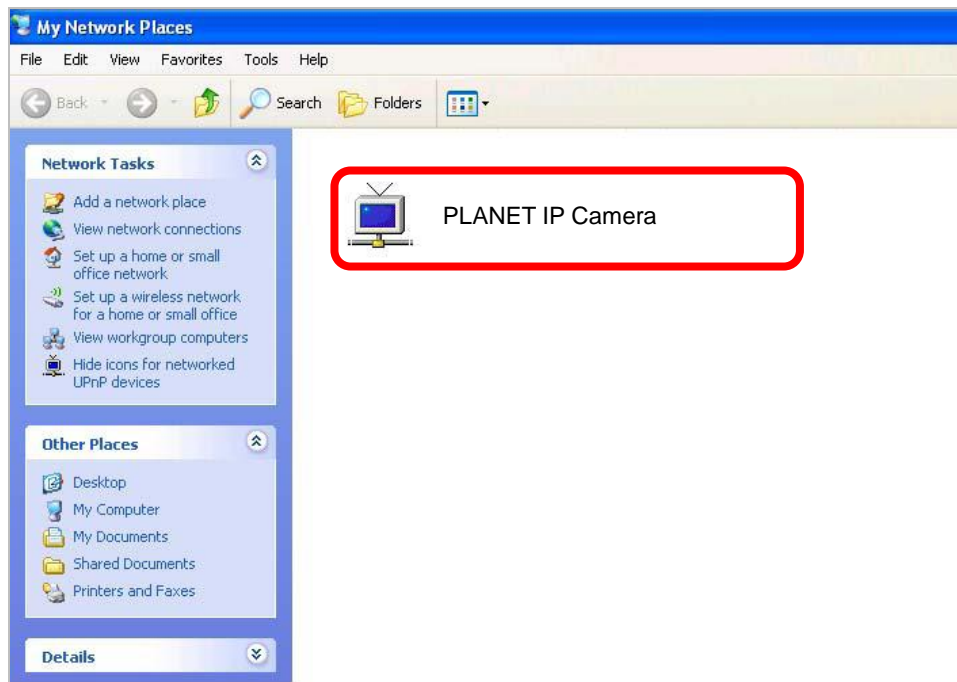 My Network Places
File Edit View Favorites Tools Help
Back Search Folders
Network Tasks
Add a network place
View network connections
Set up a home or small
office network
Set up a wireless network
for a home or small office
View workgroup computers
Hide icons for networked
UPnP devices
Other Places
Desktop
My Computer
My Documents
Shared Documents
Printers and Faxes
Details
PLANET IP Camera